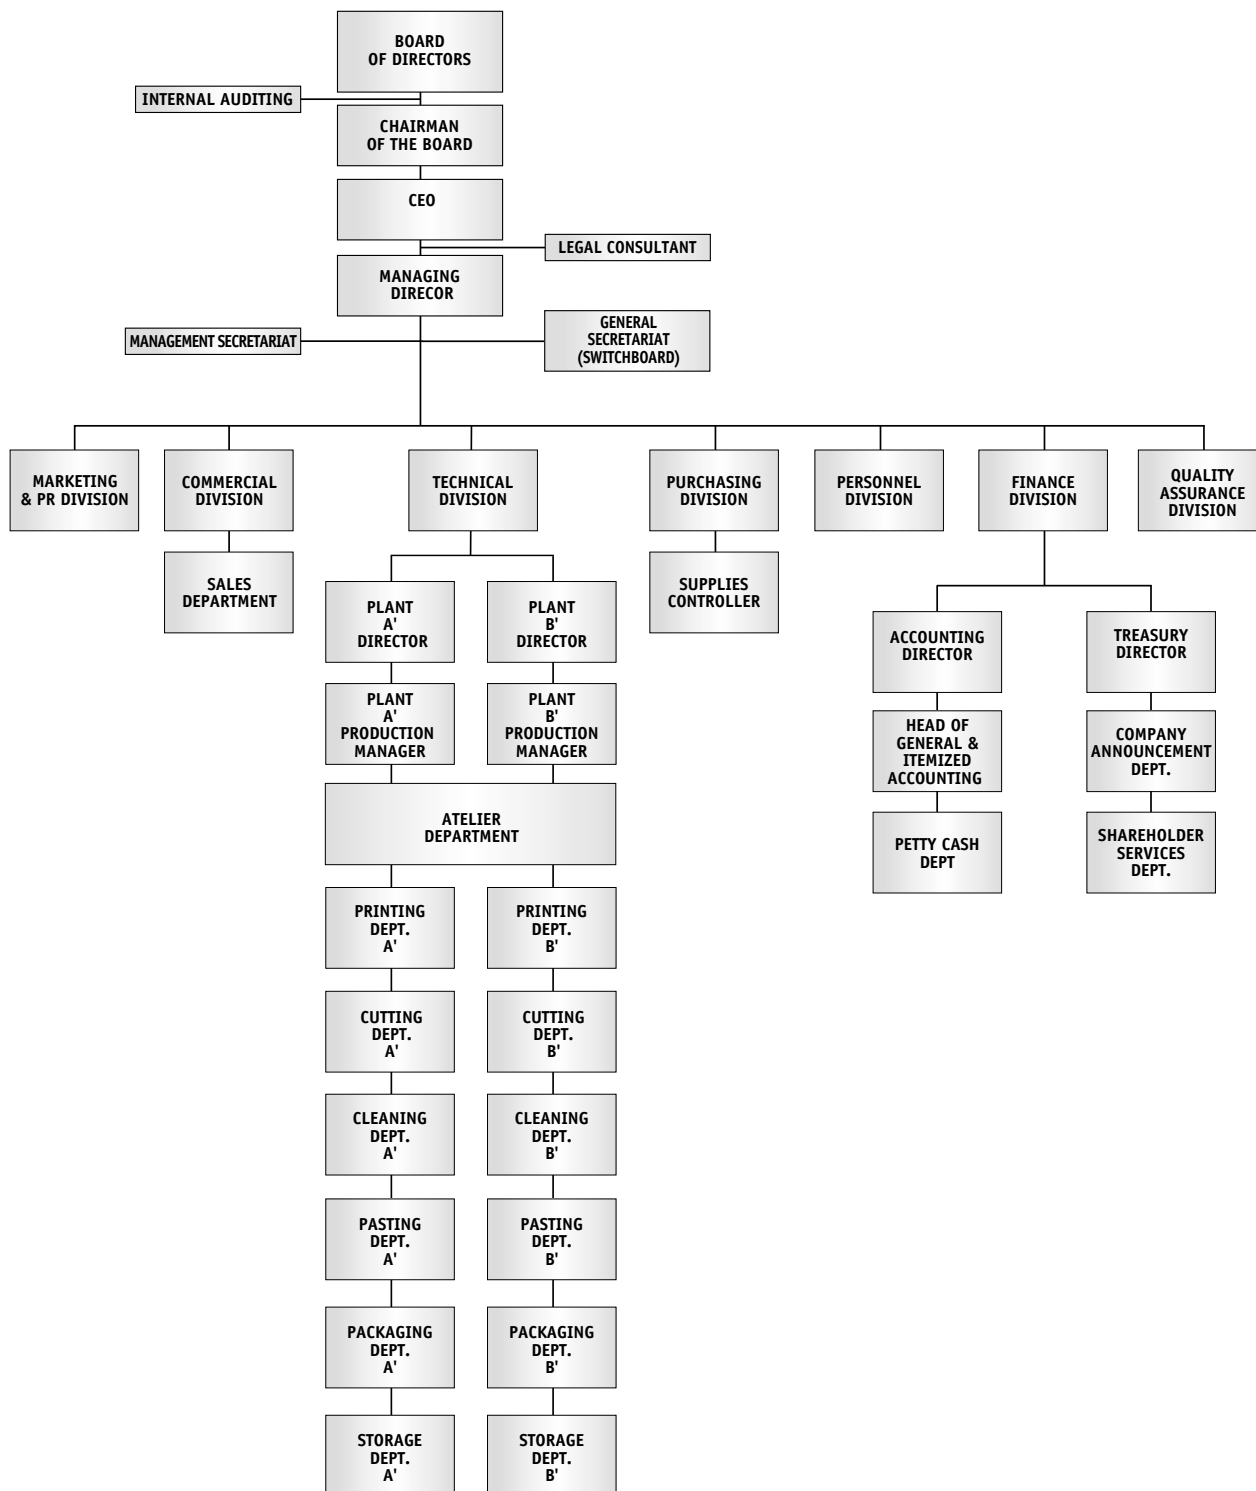 BOARD
OF DIRECTORS
INTERNAL AUDITING
CHAIRMAN
OF THE BOARD
CEO
LEGAL CONSULTANT
MANAGING
DIRECOR
MANAGEMENT SECRETARIAT
GENERAL
SECRETARIAT
(SWITCHBOARD)
MARKETING
& PR DIVISION
COMMERCIAL
DIVISION
TECHNICAL
DIVISION
PURCHASING
DIVISION
PERSONNEL
DIVISION
FINANCE
DIVISION
QUALITY
ASSURANCE
DIVISION
SALES
DEPARTMENT
PLANT
A'
DIRECTOR
PLANT
B'
DIRECTOR
SUPPLIES
CONTROLLER
ACCOUNTING
DIRECTOR
TREASURY
DIRECTOR
PLANT
A'
PRODUCTION
MANAGER
PLANT
B'
PRODUCTION
MANAGER
HEAD OF
GENERAL &
ITEMIZED
ACCOUNTING
COMPANY
ANNOUNCEMENT
DEPT.
ATELIER
DEPARTMENT
PETTY CASH
DEPT
SHAREHOLDER
SERVICES
DEPT.
PRINTING
DEPT.
A'
PRINTING
DEPT.
B'
CUTTING
DEPT.
A'
CUTTING
DEPT.
B'
CLEANING
DEPT.
A'
CLEANING
DEPT.
B'
PASTING
DEPT.
A'
PASTING
DEPT.
B'
PACKAGING
DEPT.
A'
PACKAGING
DEPT.
B'
STORAGE
DEPT.
A'
STORAGE
DEPT.
B'